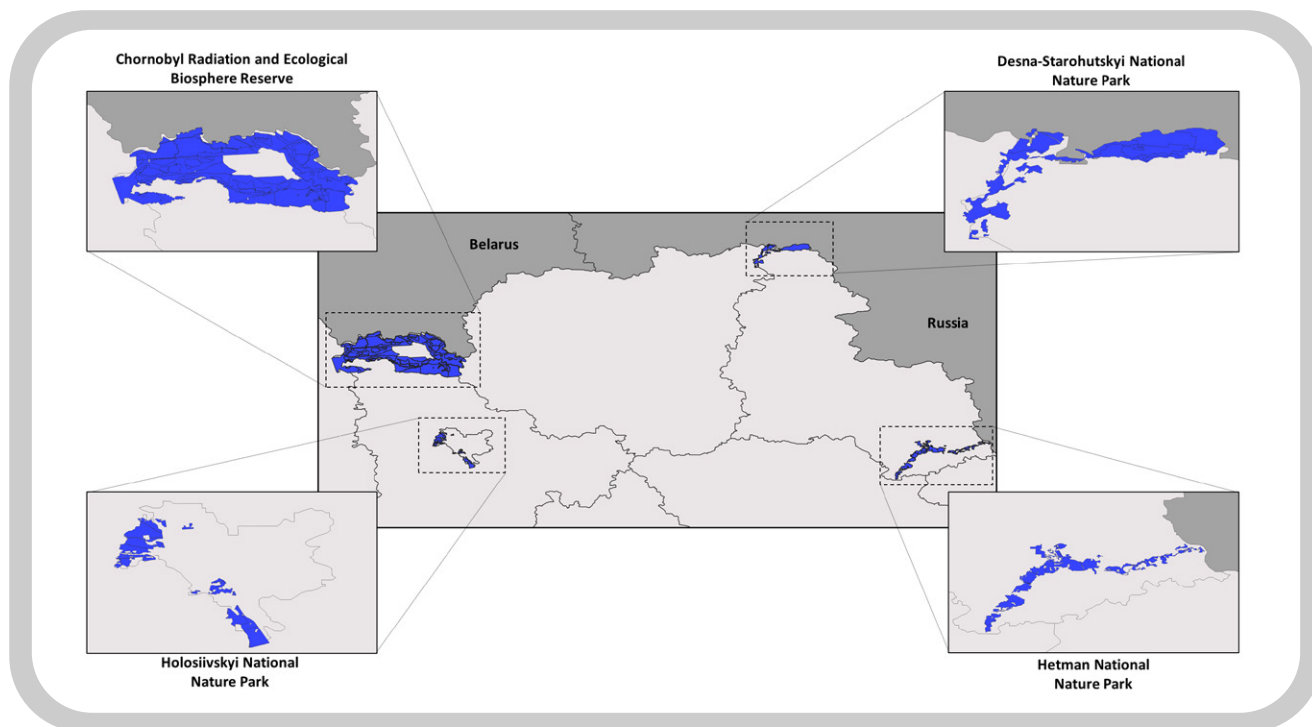 Chornobyl Radiation and Ecological
Biosphere Reserve
Desna-Starohutskyi National
Nature Park
Belarus
Russia
Holosiivskyi National
Nature Park
Hetman National
Nature Park